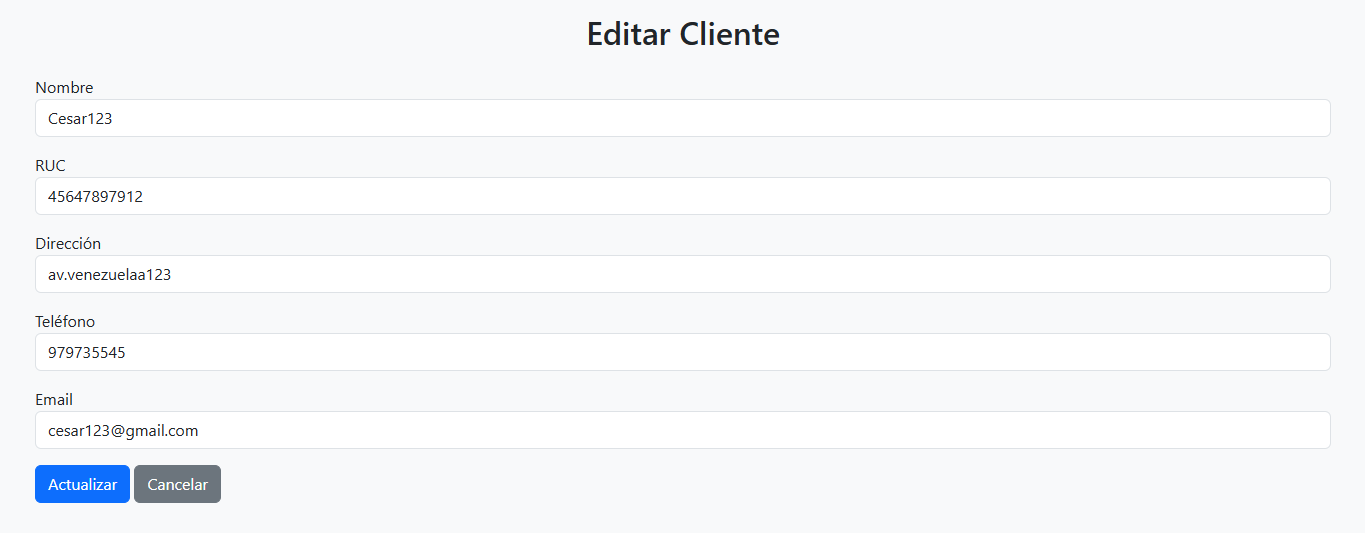 Editar Cliente
Nombre
Cesar123
RUC
45647897912
Dirección
av.venezuelaa123
Teléfono
979735545
Email
cesar123@gmail.com
Actualizar Cancelar